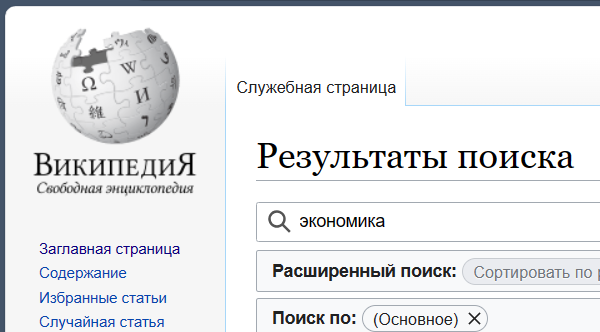 ВикипедиЯ
Свободная энциклопедия
Заглавная страница
Содержание
Избранные статьи
Случайная статья
Служебная страница
Результаты поиска
экономика
Расширенный поиск: Сортировать по
Поиск по: (Основное)